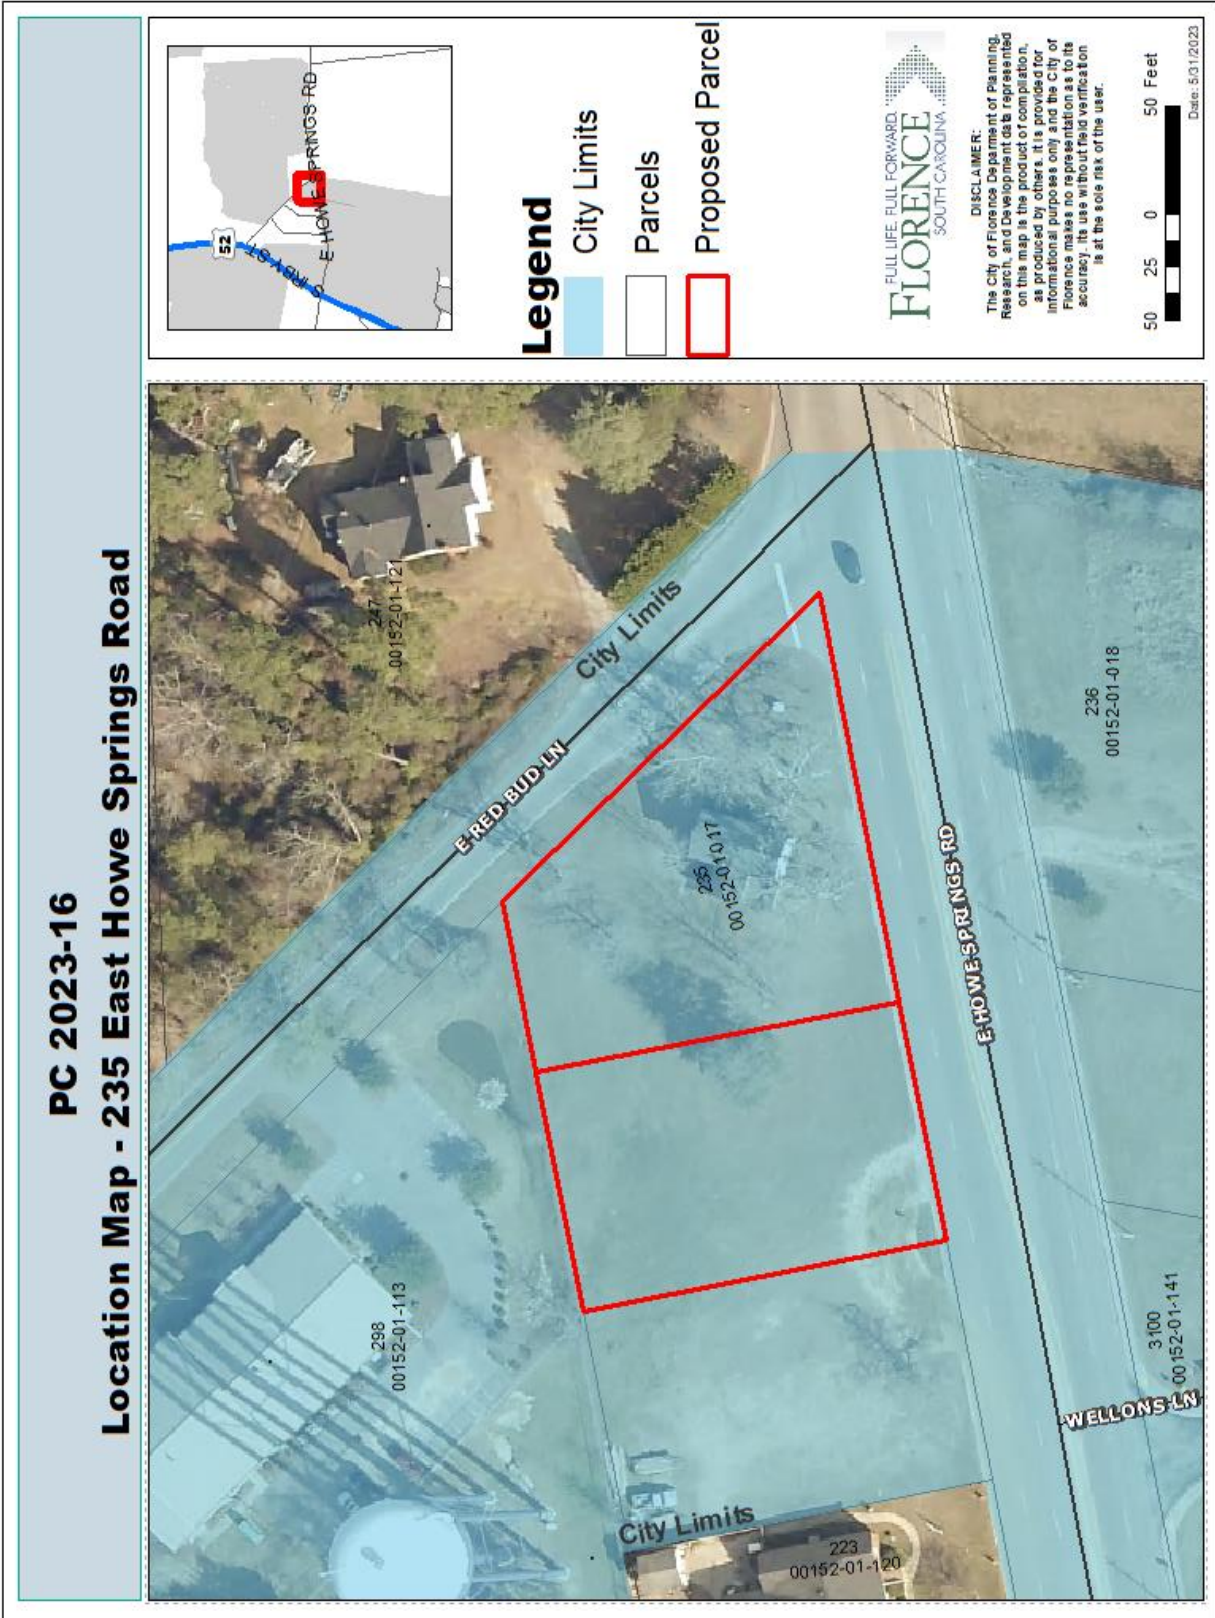 PC 2023-16
Location Map - 235 East Howe Springs Road
247
00152-01-121
City Limits
E RED BUD LN
298
00152-01-113
235
00152-01-017
E HOWE SPRINGS RD
236
00152-01-018
City Limits
223
00152-01-120
WELLONS LN
3100
00152-01-141
52
S IRBY ST
E HOWE SPRINGS RD
Legend
City Limits
Parcels
Proposed Parcel
FULL LIFE. FULL FORWARD.
FLORENCE
SOUTH CAROLINA
DISCLAIMER:
The City of Florence Deparment of Planning,
Research, and Development data represented
on this map is the product of compilation,
as produced by others. It is provided for
informational purposes only and the City of
Florence makes no representation as to its
accuracy. Its use without field verification
is at the sole risk of the user.
50 25 0 50 Feet
Date: 5/31/2023